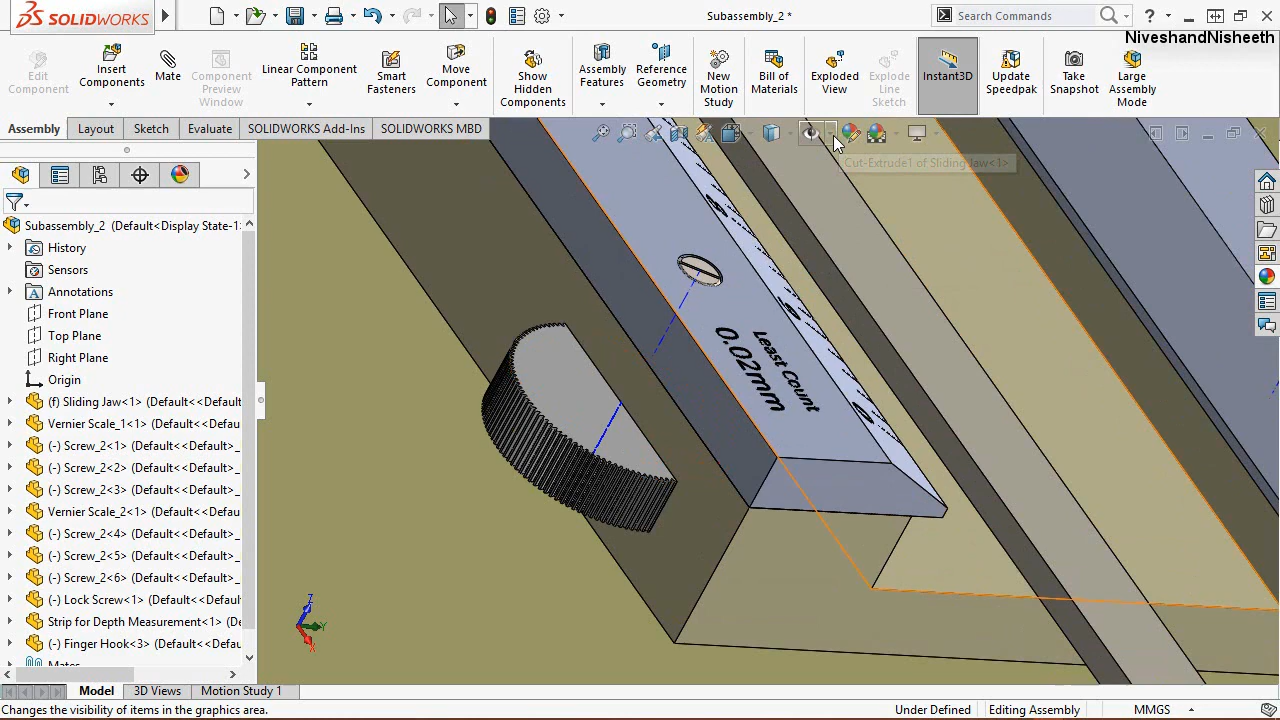 SOLIDWORKS
Subassembly_2 *
Search Commands
NiveshandNisheeth
Edit Component
Insert Components
Mate
Component Preview Window
Linear Component Pattern
Smart Fasteners
Move Component
Show Hidden Components
Assembly Features
Reference Geometry
New Motion Study
Bill of Materials
Exploded View
Explode Line Sketch
Instant3D
Update Speedpak
Take Snapshot
Large Assembly Mode
Assembly
Layout
Sketch
Evaluate
SOLIDWORKS Add-Ins
SOLIDWORKS MBD
Cut-Extrude1 of Sliding Jaw<1>
Subassembly_2 (Default<Display State-1
History
Sensors
Annotations
Front Plane
Top Plane
Right Plane
Origin
(f) Sliding Jaw<1> (Default<<Default
Vernier Scale_1<1> (Default<<Defau
(-) Screw_2<1> (Default<<Default>_
(-) Screw_2<2> (Default<<Default>_
(-) Screw_2<3> (Default<<Default>_
Vernier Scale_2<1> (Default<<Defau
(-) Screw_2<4> (Default<<Default>_
(-) Screw_2<5> (Default<<Default>_
(-) Screw_2<6> (Default<<Default>_
(-) Lock Screw<1> (Default<<Defaul
Strip for Depth Measurement<1> (De
(-) Finger Hook<3> (Default<<Defau
Mates
Least Count
0.02mm
Z
Y
X
Model
3D Views
Motion Study 1
Changes the visibility of items in the graphics area.
Under Defined
Editing Assembly
MMGS